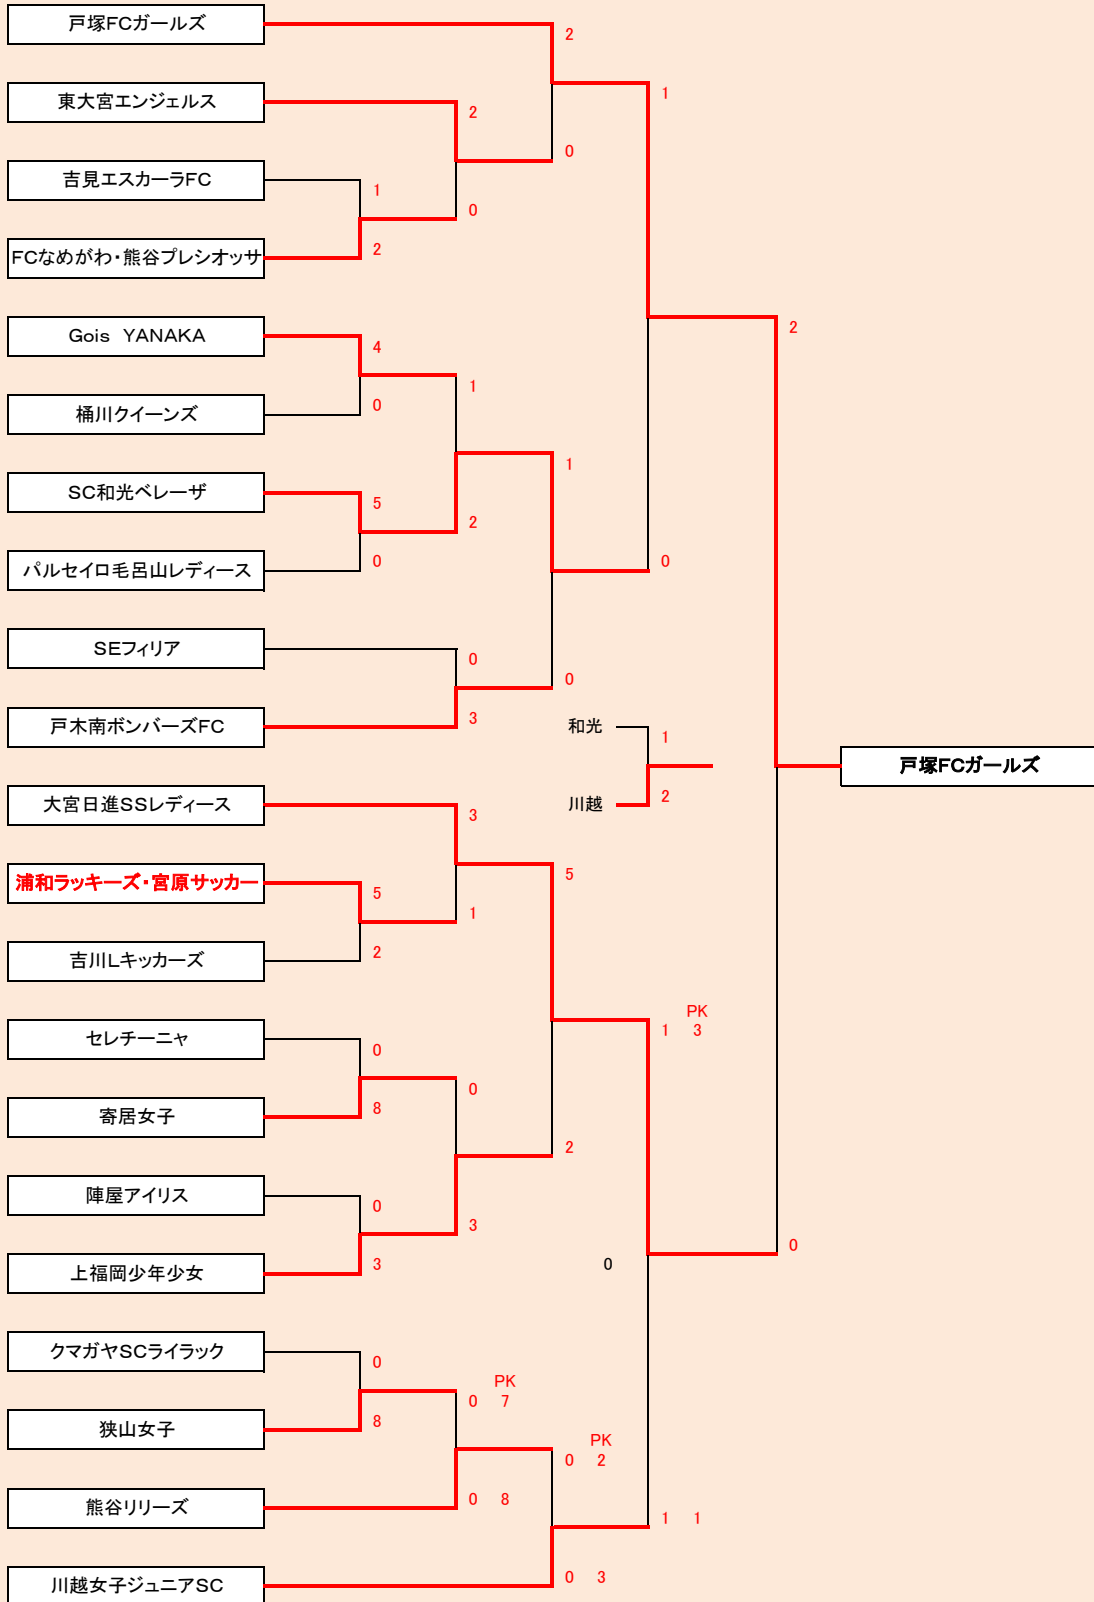 戸塚FCガールズ
2
1
東大宮エンジェルス
2
0
吉見エスカーラFC
1
0
FCなめがわ・熊谷プレシオッサ
2
Gois YANAKA
4
2
1
桶川クイーンズ
0
1
SC和光ベレーザ
5
2
0
パルセイロ毛呂山レディース
0
SEフィリア
0
0
戸木南ボンバーズFC
3
和光
1
戸塚FCガールズ
大宮日進SSレディース
3
川越
2
浦和ラッキーズ・宮原サッカー
5
5
1
吉川Lキッカーズ
2
PK
1 3
セレチーニャ
0
0
寄居女子
8
2
陣屋アイリス
0
3
0
上福岡少年少女
3
0
クマガヤSCライラック
0
PK
0 7
狭山女子
8
PK
0 2
熊谷リリーズ
0 8
1 1
川越女子ジュニアSC
0 3